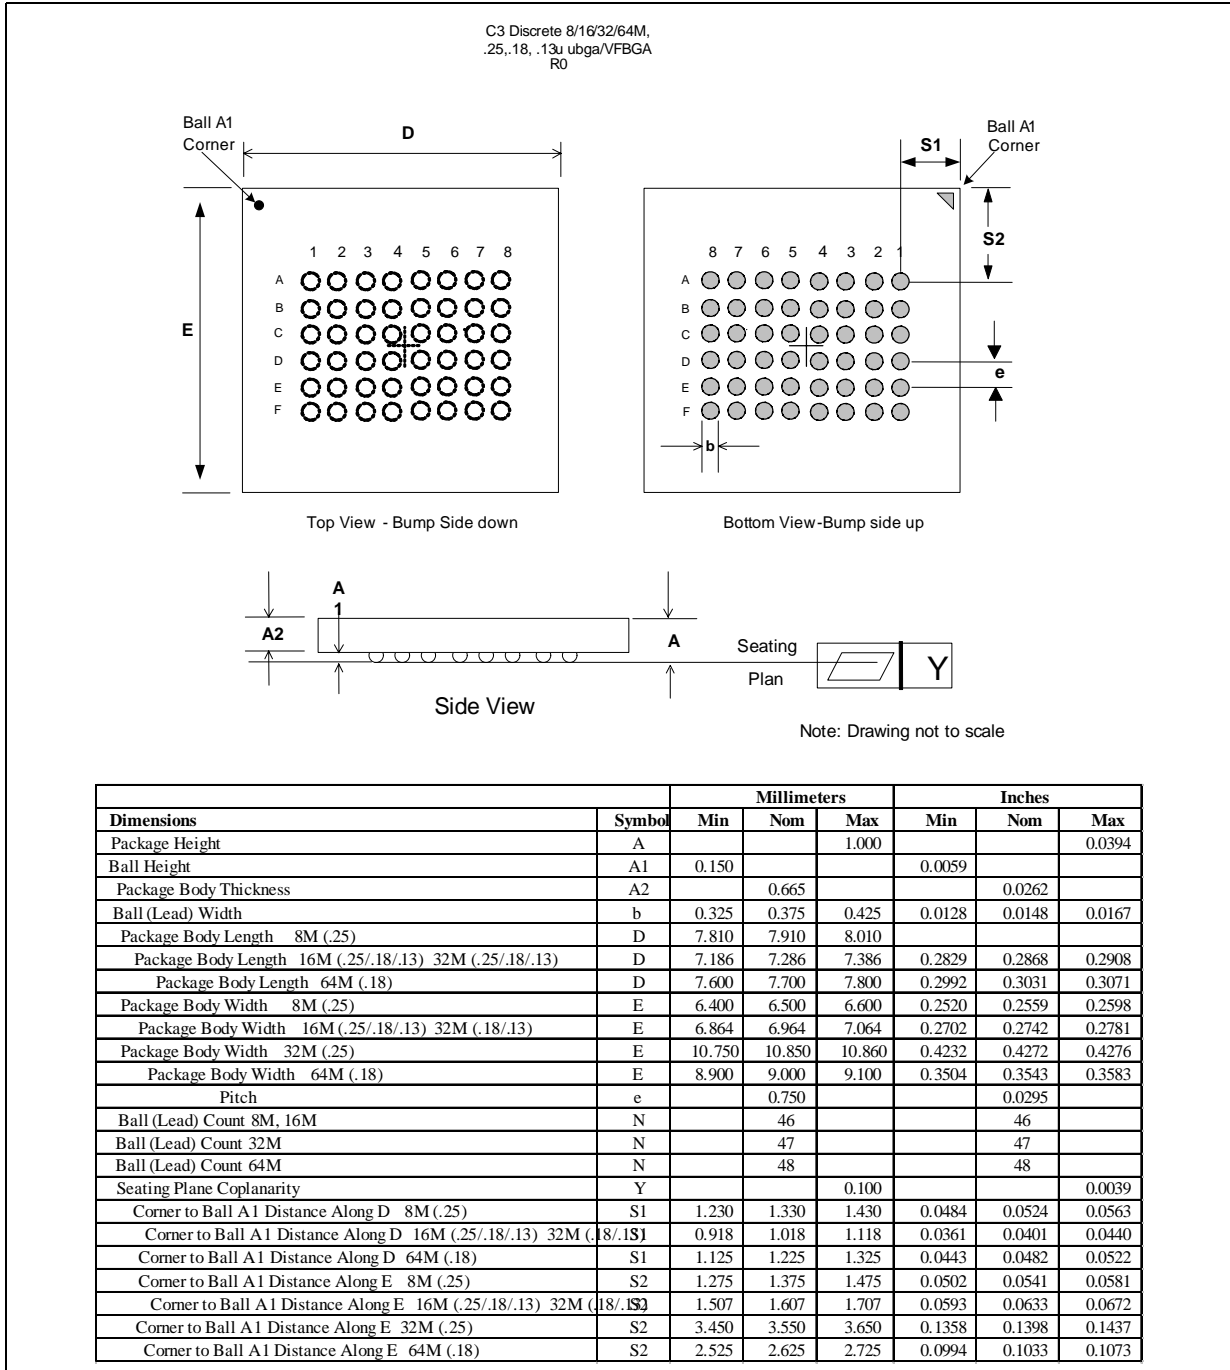 C3 Discrete 8/16/32/64M,
.25,.18, .13u ubga/VFBGA
R0
Ball A1
Corner
D
S1
Ball A1
Corner
S2
1 2 3 4 5 6 7 8
8 7 6 5 4 3 2 1
A
A
B
B
E
C
C
D
D
e
E
E
F
F
b
Top View - Bump Side down
Bottom View-Bump side up
A
1
A2
A
Seating
Plan
Y
Side View
Note: Drawing not to scale
Millimeters Inches
Dimensions Symbol Min Nom Max Min Nom Max
Package Height A 1.000 0.0394
Ball Height A1 0.150 0.0059
Package Body Thickness A2 0.665 0.0262
Ball (Lead) Width b 0.325 0.375 0.425 0.0128 0.0148 0.0167
Package Body Length 8M (.25) D 7.810 7.910 8.010
Package Body Length 16M (.25/.18/.13) 32M (.25/.18/.13) D 7.186 7.286 7.386 0.2829 0.2868 0.2908
Package Body Length 64M (.18) D 7.600 7.700 7.800 0.2992 0.3031 0.3071
Package Body Width 8M (.25) E 6.400 6.500 6.600 0.2520 0.2559 0.2598
Package Body Width 16M (.25/.18/.13) 32M (.18/.13) E 6.864 6.964 7.064 0.2702 0.2742 0.2781
Package Body Width 32M (.25) E 10.750 10.850 10.860 0.4232 0.4272 0.4276
Package Body Width 64M (.18) E 8.900 9.000 9.100 0.3504 0.3543 0.3583
Pitch e 0.750 0.0295
Ball (Lead) Count 8M, 16M N 46 46
Ball (Lead) Count 32M N 47 47
Ball (Lead) Count 64M N 48 48
Seating Plane Coplanarity Y 0.100 0.0039
Corner to Ball A1 Distance Along D 8M (.25) S1 1.230 1.330 1.430 0.0484 0.0524 0.0563
Corner to Ball A1 Distance Along D 16M (.25/.18/.13) 32M (.18/.13) S1 0.918 1.018 1.118 0.0361 0.0401 0.0440
Corner to Ball A1 Distance Along D 64M (.18) S1 1.125 1.225 1.325 0.0443 0.0482 0.0522
Corner to Ball A1 Distance Along E 8M (.25) S2 1.275 1.375 1.475 0.0502 0.0541 0.0581
Corner to Ball A1 Distance Along E 16M (.25/.18/.13) 32M (.18/.13) S2 1.507 1.607 1.707 0.0593 0.0633 0.0672
Corner to Ball A1 Distance Along E 32M (.25) S2 3.450 3.550 3.650 0.1358 0.1398 0.1437
Corner to Ball A1 Distance Along E 64M (.18) S2 2.525 2.625 2.725 0.0994 0.1033 0.1073